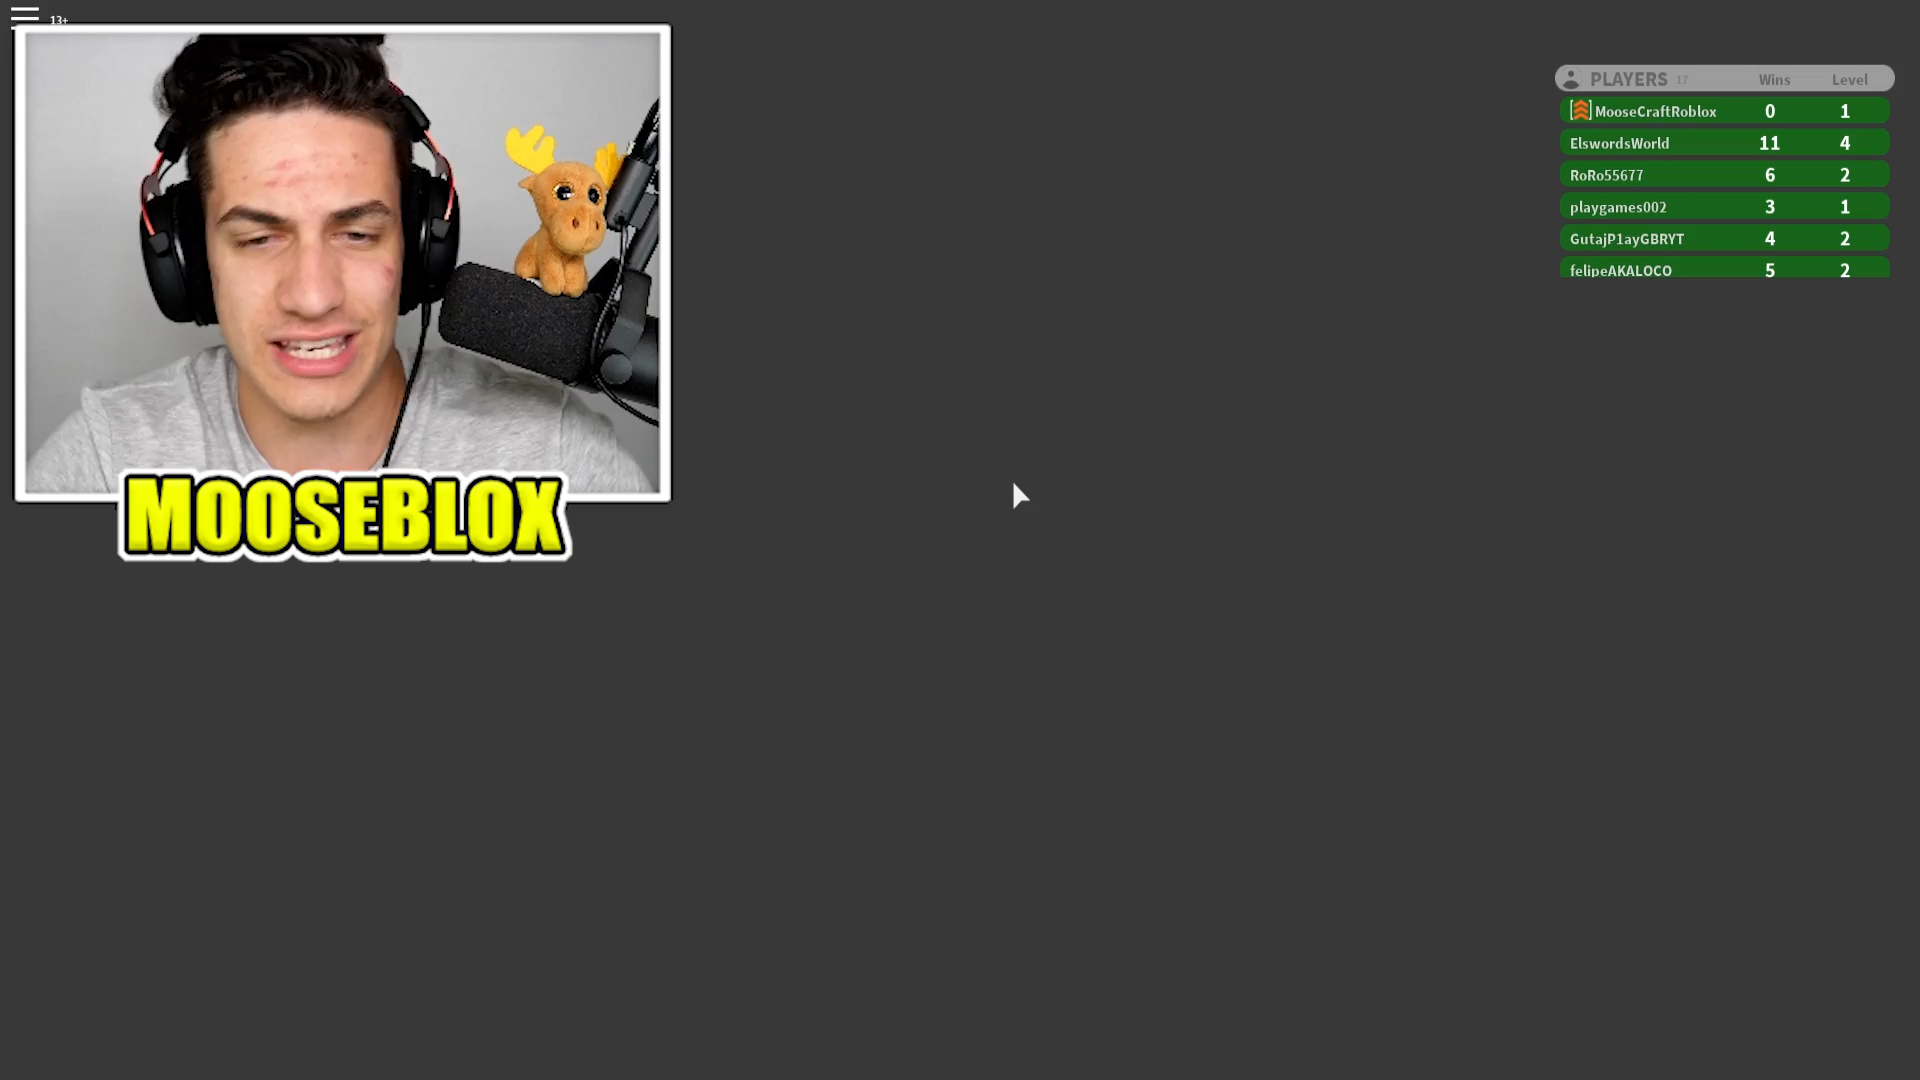 13+
MOOSEBLOX
PLAYERS 17 Wins Level
MooseCraftRoblox 0 1
ElswordsWorld 11 4
RoRo55677 6 2
playgames002 3 1
GutajP1ayGBRYT 4 2
felipeAKALOCO 5 2